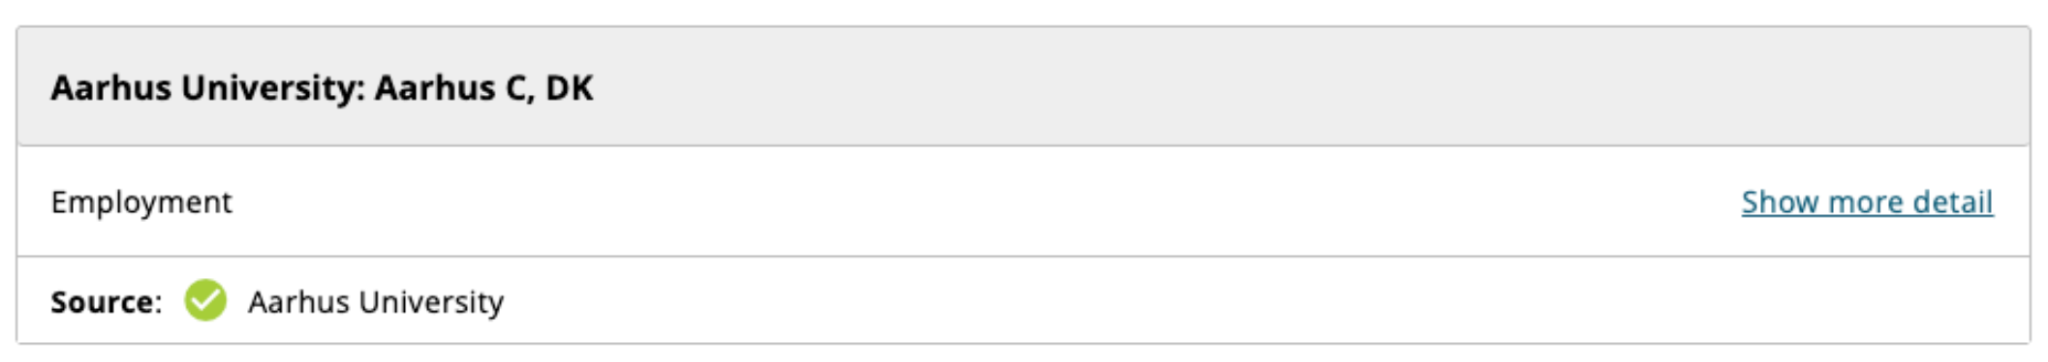 Aarhus University: Aarhus C, DK
Employment
Show more detail
Source: Aarhus University